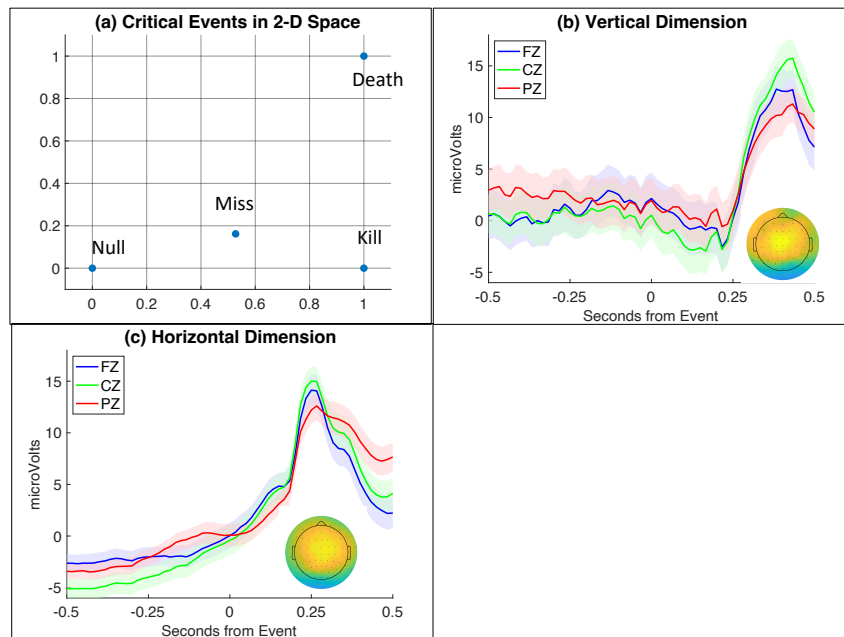 (a) Critical Events in 2-D Space
1
0.8
0.6
0.4
0.2
0
0 0.2 0.4 0.6 0.8 1
Death
Miss
Null
Kill
(b) Vertical Dimension
FZ
CZ
PZ
15
10
5
0
-5
microVolts
-0.5 -0.25 0 0.25 0.5
Seconds from Event
(c) Horizontal Dimension
FZ
CZ
PZ
15
10
5
0
-5
microVolts
-0.5 -0.25 0 0.25 0.5
Seconds from Event